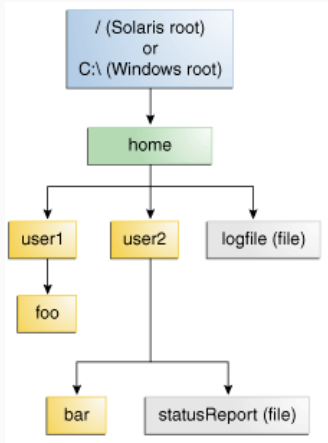 / (Solaris root)
or
C:\ (Windows root)
home
user1
user2
logfile (file)
foo
bar
statusReport (file)